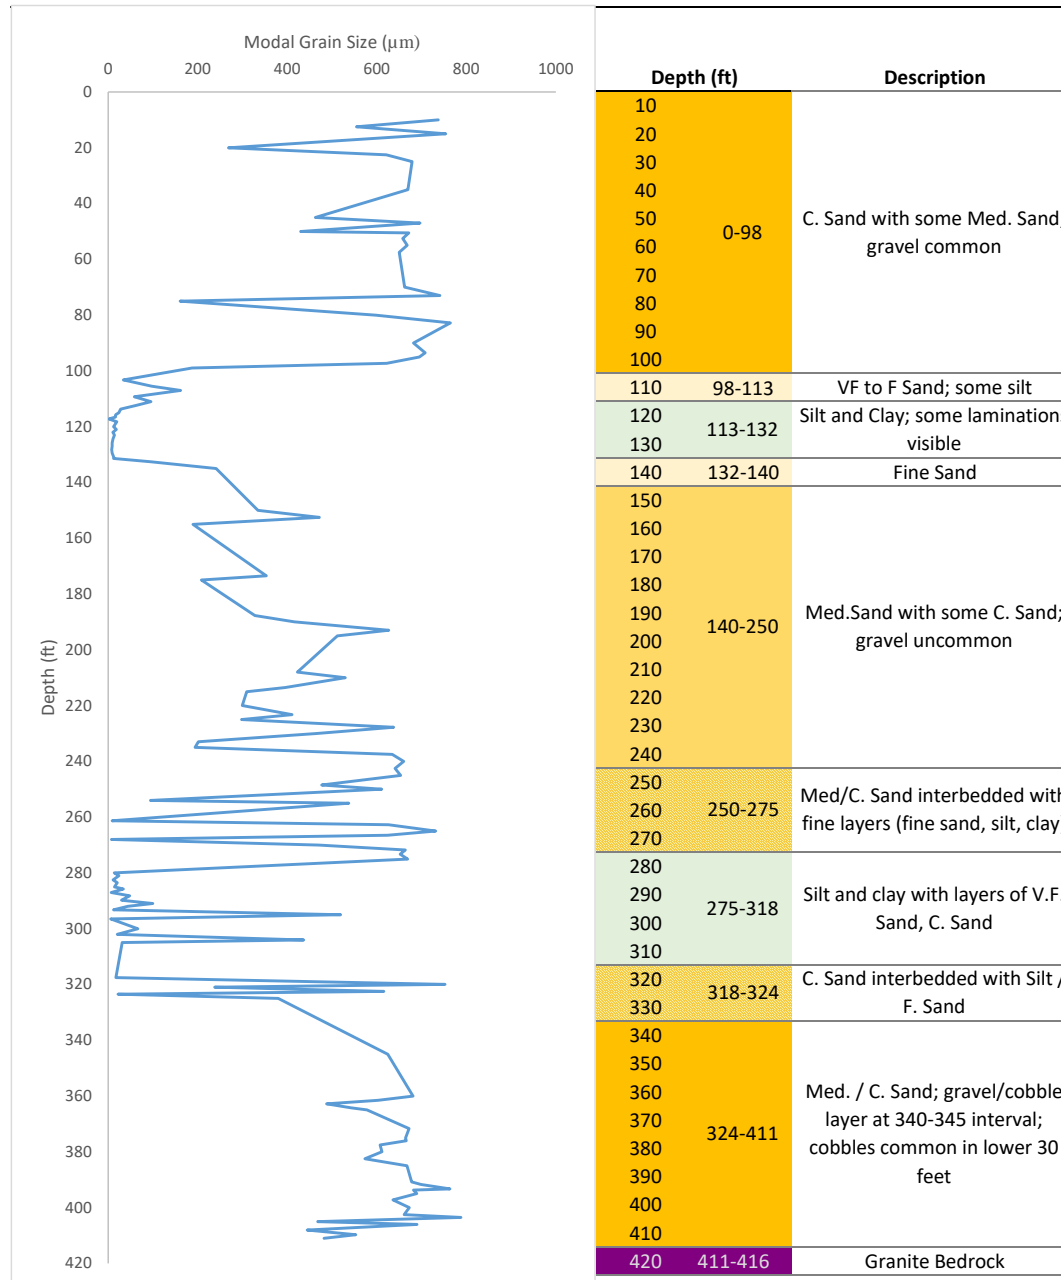 Modal Grain Size (µm)
0 200 400 600 800 1000
0
20
40
60
80
100
120
140
160
180
200
220
240
260
280
300
320
340
360
380
400
420
Depth (ft)
Depth (ft) Description
10
20
30
40
50
60
70
80
90
100
0-98
C. Sand with some Med. Sand;
gravel common
110 98-113 VF to F Sand; some silt
120
130
113-132
Silt and Clay; some lamination
visible
140 132-140 Fine Sand
150
160
170
180
190
200
210
220
230
240
140-250
Med.Sand with some C. Sand;
gravel uncommon
250
260
270
250-275
Med/C. Sand interbedded with
fine layers (fine sand, silt, clay
280
290
300
310
275-318
Silt and clay with layers of V.F.
Sand, C. Sand
320
330
318-324
C. Sand interbedded with Silt /
F. Sand
340
350
360
370
380
390
400
410
324-411
Med. / C. Sand; gravel/cobble
layer at 340-345 interval;
cobbles common in lower 30
feet
420 411-416 Granite Bedrock